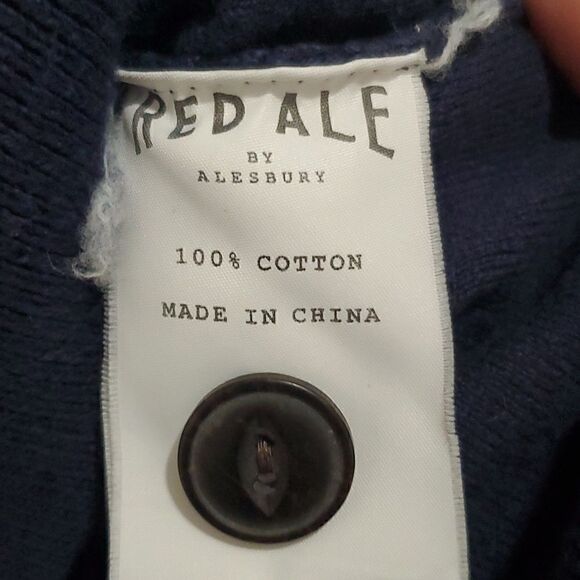 RED ALE
BY
ALESBURY
100% COTTON
MADE IN CHINA